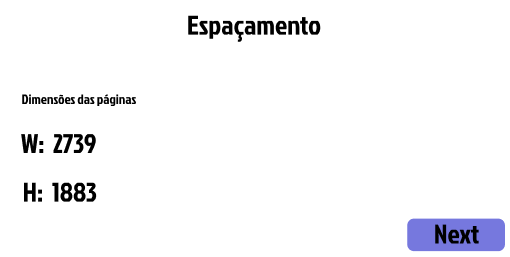 Espaçamento
Dimensões das páginas
W: 2739
H: 1883
Next